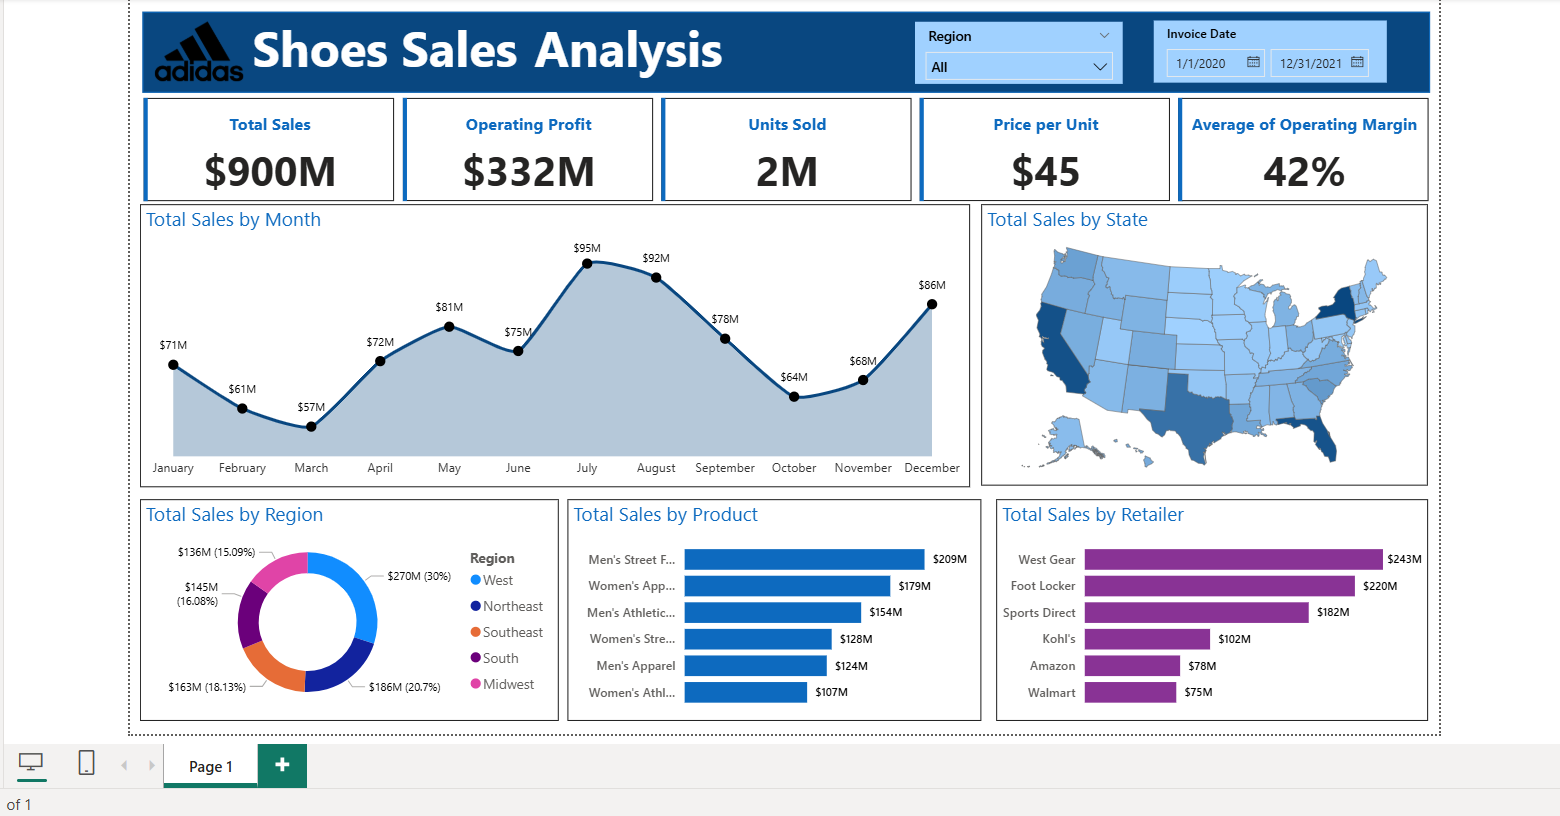 adidas
Shoes Sales Analysis
Region
All
Invoice Date
1/1/2020
12/31/2021
Total Sales
$900M
Operating Profit
$332M
Units Sold
2M
Price per Unit
$45
Average of Operating Margin
42%
Total Sales by Month
$71M
$61M
$57M
$72M
$81M
$75M
$95M
$92M
$78M
$64M
$68M
$86M
January
February
March
April
May
June
July
August
September
October
November
December
Total Sales by State
Total Sales by Region
$136M (15.09%)
$145M
(16.08%)
$163M (18.13%)
$270M (30%)
$186M (20.7%)
Region
West
Northeast
Southeast
South
Midwest
Total Sales by Product
Men's Street F... $209M
Women's App... $179M
Men's Athletic... $154M
Women's Stre... $128M
Men's Apparel $124M
Women's Athl... $107M
Total Sales by Retailer
West Gear $243M
Foot Locker $220M
Sports Direct $182M
Kohl's $102M
Amazon $78M
Walmart $75M
Page 1
+
of 1